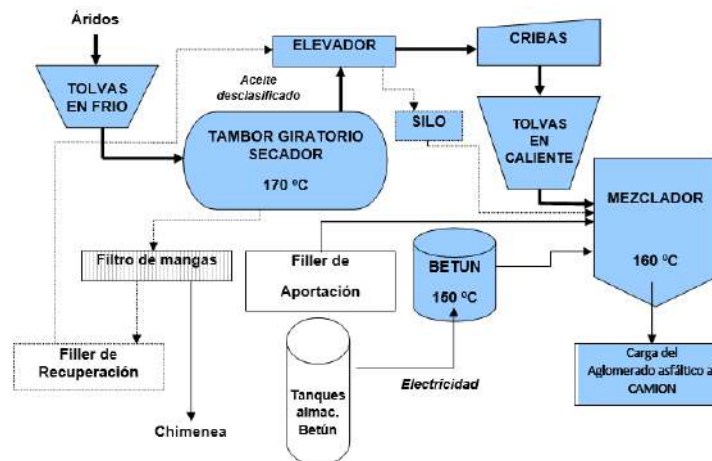 Áridos
TOLVAS
EN FRIO
ELEVADOR
CRIBAS
Aceite
desclasificado
TAMBOR GIRATORIO
SECADOR
170 ºC
SILO
TOLVAS
EN
CALIENTE
MEZCLADOR
160 ºC
Filtro de mangas
Filler de
Aportación
BETUN
150 ºC
Filler de
Recuperación
Chimenea
Tanques
almac.
Betún
Electricidad
Carga del
Aglomerado asfáltico a
CAMION